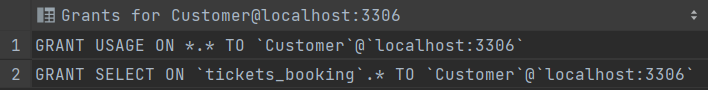 Grants for Customer@localhost:3306
1 GRANT USAGE ON *.* TO `Customer`@`localhost:3306`
2 GRANT SELECT ON `tickets_booking`.* TO `Customer`@`localhost:3306`